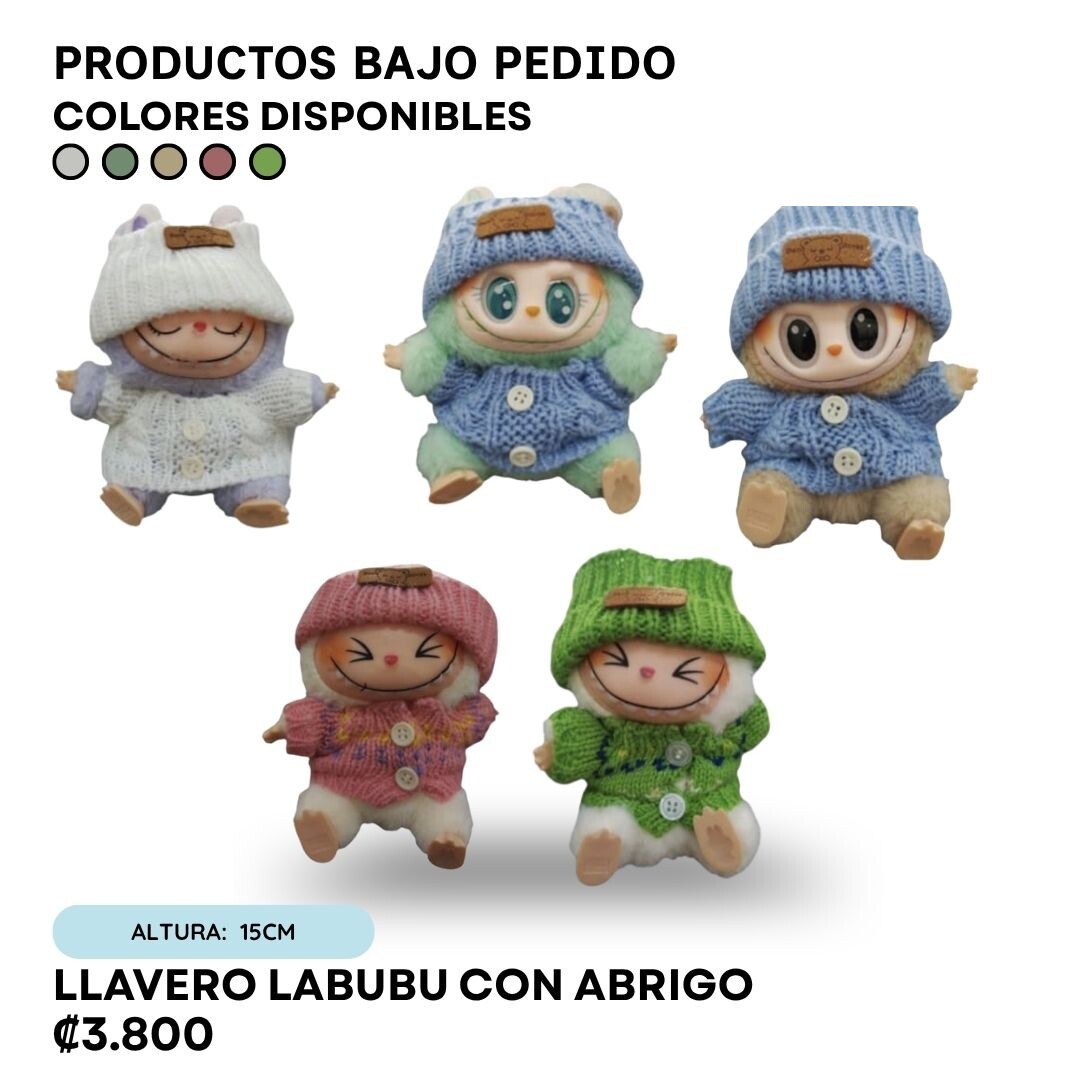 PRODUCTOS BAJO PEDIDO
COLORES DISPONIBLES
ALTURA: 15CM
LLAVERO LABUBU CON ABRIGO
₡3.800